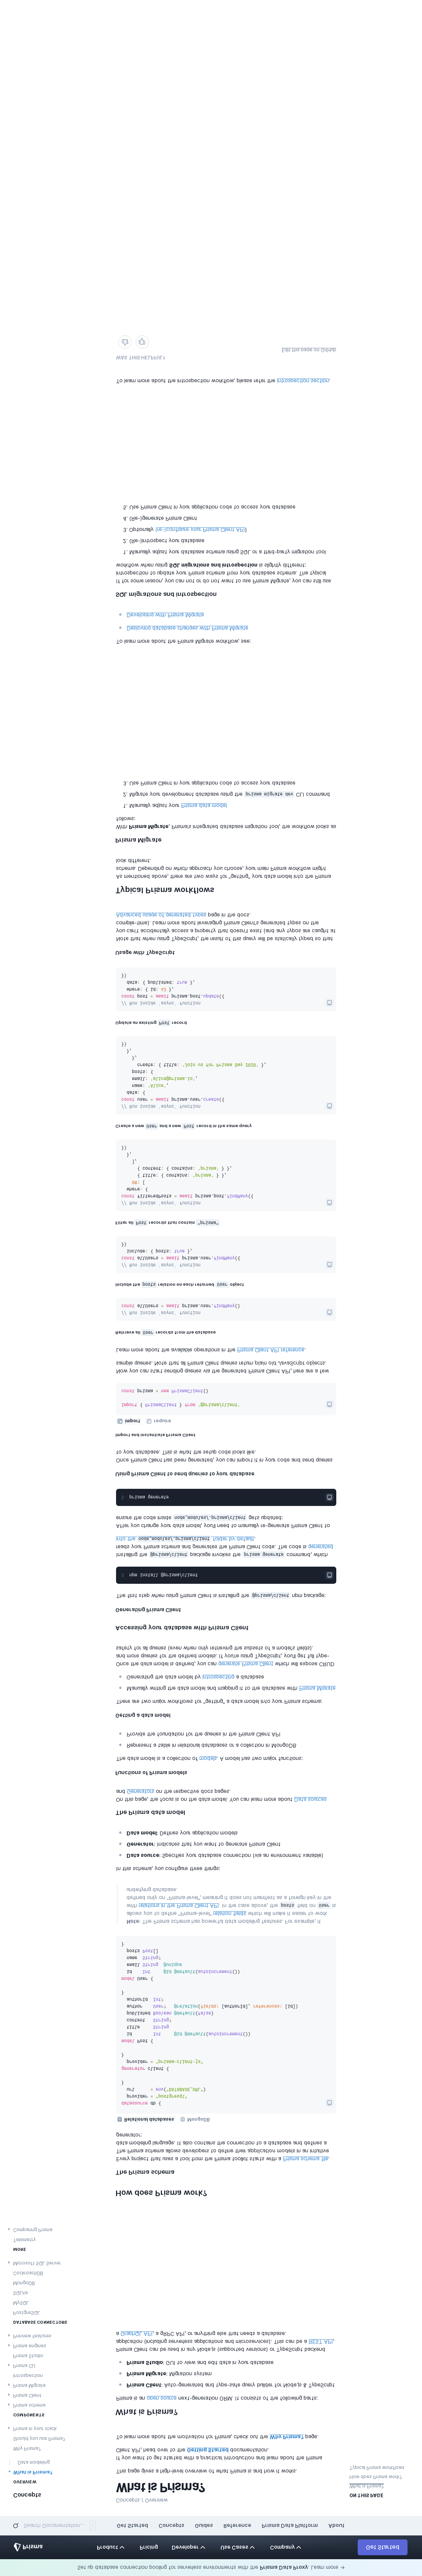 Set up database connection pooling for serverless environments with the Prisma Data Proxy. Learn more →
Prisma
Product
Pricing
Developer
Use Cases
Company
Get Started
Search Documentation...
Get Started
Concepts
Guides
Reference
Prisma Data Platform
About
Concepts
OVERVIEW
What is Prisma?
Data modeling
Why Prisma?
Should you use Prisma?
Prisma in your stack
COMPONENTS
Prisma schema
Prisma Client
Prisma Migrate
Introspection
Prisma CLI
Prisma Studio
Prisma engines
Preview features
DATABASE CONNECTORS
PostgreSQL
MySQL
SQLite
MongoDB
CockroachDB
Microsoft SQL Server
MORE
Telemetry
Comparing Prisma
ON THIS PAGE
What is Prisma?
How does Prisma work?
Typical Prisma workflows
Concepts / Overview
What is Prisma?
This page gives a high-level overview of what Prisma is and how it works.
If you want to get started with a practical introduction and learn about the Prisma
Client API, head over to the Getting Started documentation.
To learn more about the motivation for Prisma, check out the Why Prisma? page.
What is Prisma?
Prisma is an open source next-generation ORM. It consists of the following parts:
Prisma Client: Auto-generated and type-safe query builder for Node.js & TypeScript
Prisma Migrate: Migration system
Prisma Studio: GUI to view and edit data in your database
Prisma Client can be used in any Node.js (supported versions) or TypeScript backend
application (including serverless applications and microservices). This can be a REST API,
a GraphQL API, a gRPC API, or anything else that needs a database.
How does Prisma work?
The Prisma schema
Every project that uses a tool from the Prisma toolkit starts with a Prisma schema file.
The Prisma schema allows developers to define their application models in an intuitive
data modeling language. It also contains the connection to a database and defines a
generator:
Relational databases
MongoDB
datasource db {
provider = "postgresql"
url = env("DATABASE_URL")
}
generator client {
provider = "prisma-client-js"
}
model Post {
id Int @id @default(autoincrement())
title String
content String?
published Boolean @default(false)
author User? @relation(fields: [authorId], references: [id])
authorId Int?
}
model User {
id Int @id @default(autoincrement())
email String @unique
name String?
posts Post[]
}
Note: The Prisma schema has powerful data modeling features. For example, it
allows you to define "Prisma-level" relation fields which will make it easier to work
with relations in the Prisma Client API. In the case above, the posts field on User is
defined only on "Prisma-level", meaning it does not manifest as a foreign key in the
underlying database.
In this schema, you configure three things:
Data source: Specifies your database connection (via an environment variable)
Generator: Indicates that you want to generate Prisma Client
Data model: Defines your application models
The Prisma data model
On this page, the focus is on the data model. You can learn more about Data sources
and Generators on the respective docs pages.
Functions of Prisma models
The data model is a collection of models. A model has two major functions:
Represent a table in relational databases or a collection in MongoDB
Provide the foundation for the queries in the Prisma Client API
Getting a data model
There are two major workflows for "getting" a data model into your Prisma schema:
Manually writing the data model and mapping it to the database with Prisma Migrate
Generating the data model by introspecting a database
Once the data model is defined, you can generate Prisma Client which will expose CRUD
and more queries for the defined models. If you're using TypeScript, you'll get full type-
safety for all queries (even when only retrieving the subsets of a model's fields).
Accessing your database with Prisma Client
Generating Prisma Client
The first step when using Prisma Client is installing the @prisma/client npm package:
npm install @prisma/client
Installing the @prisma/client package invokes the prisma generate command, which
reads your Prisma schema and generates the Prisma Client code. The code is generated
into the node_modules/.prisma/client folder by default.
After you change your data model, you'll need to manually re-generate Prisma Client to
ensure the code inside node_modules/.prisma/client get updated:
prisma generate
Using Prisma Client to send queries to your database
Once Prisma Client has been generated, you can import it in your code and send queries
to your database. This is what the setup code looks like.
Import and instantiate Prisma Client
import
require
import { PrismaClient } from '@prisma/client'
const prisma = new PrismaClient()
Now you can start sending queries via the generated Prisma Client API, here are a few
sample queries. Note that all Prisma Client queries return plain old JavaScript objects.
Learn more about the available operations in the Prisma Client API reference.
Retrieve all User records from the database
// Run inside `async` function
const allUsers = await prisma.user.findMany()
Include the posts relation on each returned User object
// Run inside `async` function
const allUsers = await prisma.user.findMany({
include: { posts: true },
})
Filter all Post records that contain "prisma"
// Run inside `async` function
const filteredPosts = await prisma.post.findMany({
where: {
OR: [
{ title: { contains: 'prisma' } },
{ content: { contains: 'prisma' } },
],
},
})
Create a new User and a new Post record in the same query
// Run inside `async` function
const user = await prisma.user.create({
data: {
name: 'Alice',
email: 'alice@prisma.io',
posts: {
create: { title: 'Join us for Prisma Day 2020' },
},
},
})
Update an existing Post record
// Run inside `async` function
const post = await prisma.post.update({
where: { id: 42 },
data: { published: true },
})
Usage with TypeScript
Note that when using TypeScript, the result of this query will be statically typed so that
you can't accidentally access a property that doesn't exist (and any typos are caught at
compile-time). Learn more about leveraging Prisma Client's generated types on the
Advanced usage of generated types page in the docs.
Typical Prisma workflows
As mentioned above, there are two ways for "getting" your data model into the Prisma
schema. Depending on which approach you choose, your main Prisma workflow might
look different.
Prisma Migrate
With Prisma Migrate, Prisma's integrated database migration tool, the workflow looks as
follows:
1. Manually adjust your Prisma data model
2. Migrate your development database using the prisma migrate dev CLI command
3. Use Prisma Client in your application code to access your database
To learn more about the Prisma Migrate workflow, see:
Deploying database changes with Prisma Migrate
Developing with Prisma Migrate
SQL migrations and introspection
If for some reason, you can not or do not want to use Prisma Migrate, you can still use
introspection to update your Prisma schema from your database schema. The typical
workflow when using SQL migrations and introspection is slightly different:
1. Manually adjust your database schema using SQL or a third-party migration tool
2. (Re-)introspect your database
3. Optionally (re-)configure your Prisma Client API)
4. (Re-)generate Prisma Client
5. Use Prisma Client in your application code to access your database
To learn more about the introspection workflow, please refer the introspection section.
WAS THIS HELPFUL?
Edit this page on GitHub